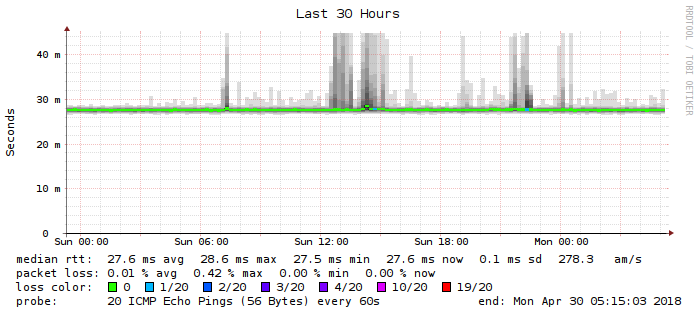 Last 30 Hours
RRDTOOL / TOBI OETIKER
Seconds
40 m
30 m
20 m
10 m
0
Sun 00:00 Sun 06:00 Sun 12:00 Sun 18:00 Mon 00:00
median rtt: 27.6 ms avg 28.6 ms max 27.5 ms min 27.6 ms now 0.1 ms sd 278.3 am/s
packet loss: 0.01 % avg 0.42 % max 0.00 % min 0.00 % now
loss color: 0 1/20 2/20 3/20 4/20 10/20 19/20
probe: 20 ICMP Echo Pings (56 Bytes) every 60s end: Mon Apr 30 05:15:03 2018